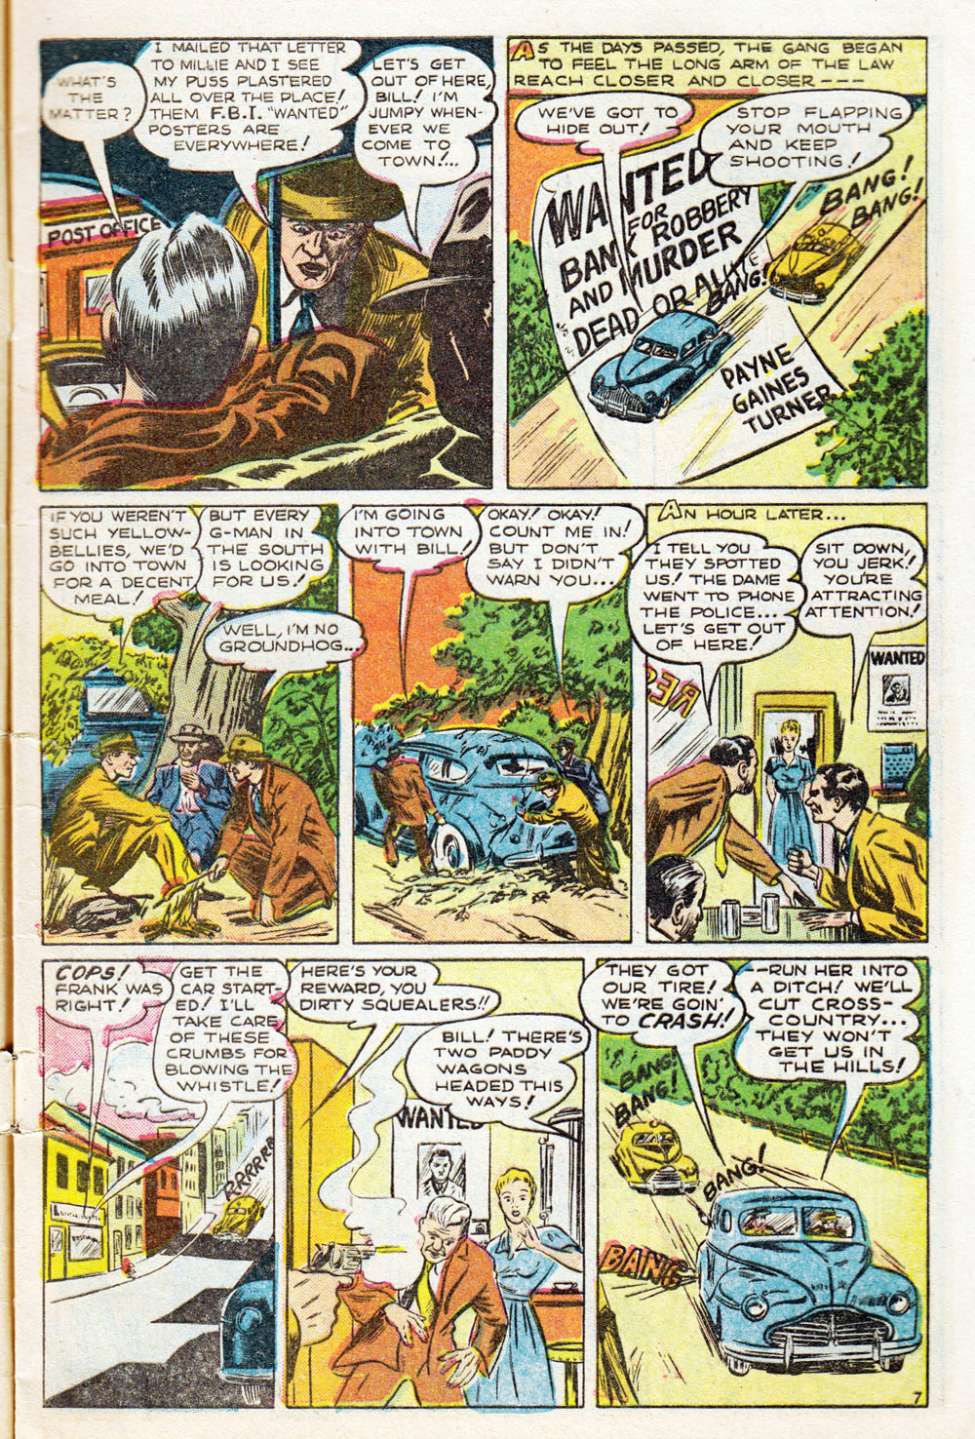 WHAT'S
THE
MATTER?
I MAILED THAT LETTER
TO MILLIE AND I SEE
MY PUSS PLASTERED
ALL OVER THE PLACE!
THEM F.B.I. "WANTED"
POSTERS ARE
EVERYWHERE!
LET'S GET
OUT OF HERE,
BILL! I'M
JUMPY WHEN-
EVER WE
COME TO
TOWN!...
POST OFFICE
AS THE DAYS PASSED, THE GANG BEGAN
TO FEEL THE LONG ARM OF THE LAW
REACH CLOSER AND CLOSER ---
WE'VE GOT TO
HIDE OUT!
STOP FLAPPING
YOUR MOUTH
AND KEEP
SHOOTING!
BANG!
BANG!
WANTED
FOR
BANK ROBBERY
AND MURDER
DEAD OR ALIVE
BANG!
PAYNE
GAINES
TURNER
IF YOU WEREN'T
SUCH YELLOW-
BELLIES, WE'D
GO INTO TOWN
FOR A DECENT
MEAL!
BUT EVERY
G-MAN IN
THE SOUTH
IS LOOKING
FOR US!
WELL, I'M NO
GROUNDHOG...
I'M GOING
INTO TOWN
WITH BILL!
OKAY! OKAY!
COUNT ME IN!
BUT DON'T
SAY I DIDN'T
WARN YOU...
AN HOUR LATER...
I TELL YOU
THEY SPOTTED
US! THE DAME
WENT TO PHONE
THE POLICE...
LET'S GET OUT
OF HERE!
SIT DOWN,
YOU JERK!
YOU'RE
ATTRACTING
ATTENTION!
WANTED
COPS!
FRANK WAS
RIGHT!
GET THE
CAR START-
ED! I'LL
TAKE CARE
OF THESE
CRUMBS FOR
BLOWING THE
WHISTLE!
RRRRRR
HERE'S YOUR
REWARD, YOU
DIRTY SQUEALERS!!
BILL! THERE'S
TWO PADDY
WAGONS
HEADED THIS
WAYS!
WANTED
THEY GOT
OUR TIRE!
WE'RE GOIN'
TO CRASH!
--RUN HER INTO
A DITCH! WE'LL
CUT CROSS-
COUNTRY...
THEY WON'T
GET US IN
THE HILLS!
BANG!
BANG!
BANG!
BANG
7